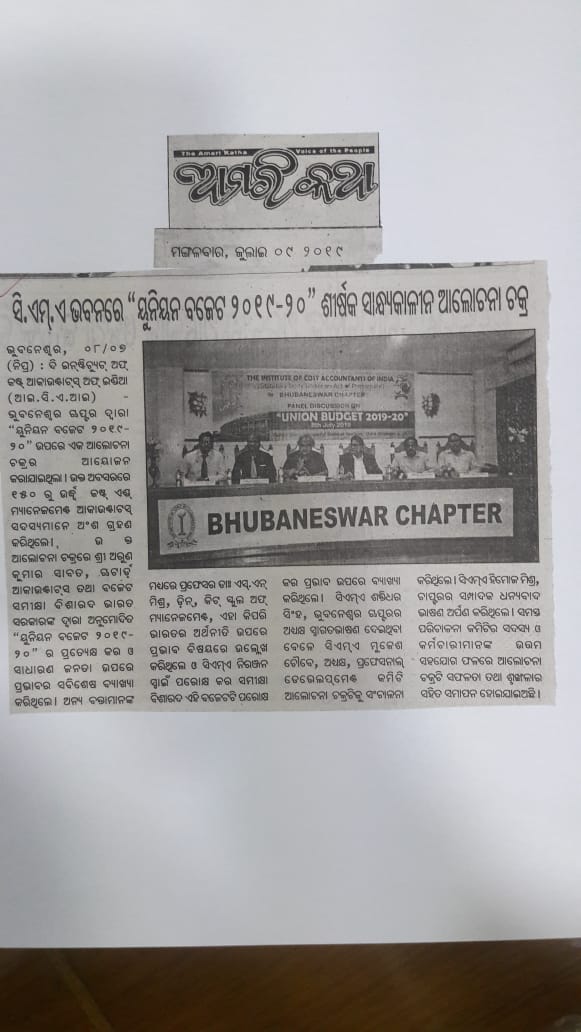 The Amari Katha Voice of the People
ଆମରି କଥା
ମଙ୍ଗଳବାର, ଜୁଲାଇ ୦୯ ୨୦୧୯
ସି.ଏମ୍.ଏ ଭବନରେ “ୟୁନିୟନ ବଜେଟ ୨୦୧୯-୨୦” ଶୀର୍ଷକ ସାନ୍ଧ୍ୟକାଳୀନ ଆଲୋଚନା ଚକ୍ର
ଭୁବନେଶ୍ୱର, ୦୮/୦୭
(ନିପ୍ର) : ଦି ଇନ୍‌ଷ୍ଟିଚ୍ୟୁଟ୍ ଅଫ୍
କଷ୍ଟ ଆକାଉଣ୍ଟାଟସ୍ ଅଫ୍ ଇଣ୍ଡିଆ
(ଆଇ.ସି.ଏ.ଆଇ) -
ଭୁବନେଶ୍ୱର ଚ୍ୟାପ୍ଟର ଦ୍ୱାରା
“ୟୁନିୟନ ବଜେଟ ୨୦୧୯-
୨୦” ଉପରେ ଏକ ଆଲୋଚନା
ଚକ୍ରର ଆୟୋଜନ
କରାଯାଇଥିଲା। ଉକ୍ତ ଅବସରରେ
୧୫୦ ରୁ ଉର୍ଦ୍ଧ୍ୱ କଷ୍ଟ ଏଣ୍ଡ
ମ୍ୟାନେଜମେଣ୍ଟ ଆକାଉଣ୍ଟାଟସ୍
ସଦସ୍ୟମାନେ ଅଂଶ ଗ୍ରହଣ
କରିଥିଲେ। ଉକ୍ତ
ଆଲୋଚନା ଚକ୍ରରେ ଶ୍ରୀ ଅରୁଣ
କୁମାର ସାବତ, ଚାଟାର୍ଡ
ଆକାଉଣ୍ଟାଟ୍ସ ତଥା ବଜେଟ
ସମୀକ୍ଷା ବିଶାରଦ ଭାରତ
ସରକାରଙ୍କ ଦ୍ୱାରା ଅନୁମୋଦିତ
“ୟୁନିୟନ ବଜେଟ ୨୦୧୯-
୨୦” ର ପ୍ରତ୍ୟେକ୍ଷ କର ଓ
ସାଧାରଣ ଜନତା ଉପରେ
ପ୍ରଭାବର ସବିଶେଷ ବ୍ୟାଖ୍ୟା
କରିଥିଲେ। ଅନ୍ୟ ବକ୍ତାମାନଙ୍କ
THE INSTITUTE OF COST ACCOUNTANTS OF INDIA
BHUBANESWAR CHAPTER
PANEL DISCUSSION ON
"UNION BUDGET 2019-20"
8th July 2019
BHUBANESWAR CHAPTER
ମଧ୍ୟରେ ପ୍ରଫେସର ଡାଃ ଏସ୍.ଏନ୍
ମିଶ୍ର, ଡ଼ିନ୍, କିଟ୍ ସ୍କୁଲ ଅଫ୍
ମ୍ୟାନେଜମେଣ୍ଟ, ଏହା କିପରି
ଭାରତର ଅର୍ଥନୀତି ଉପରେ
ପ୍ରଭାବ ବିଷୟରେ ଉଲ୍ଲେଖ
କରିଥିଲେ ଓ ସିଏମ୍ଏ ନିରଞ୍ଜନ
ସ୍ୱାଇଁ ପରୋକ୍ଷ କର ସମୀକ୍ଷା
ବିଶାରଦ ଏହି ବଜେଟଟି ପରୋକ୍ଷ
କର ପ୍ରଭାବ ଉପରେ ବ୍ୟାଖ୍ୟା
କରିଥିଲେ। ସିଏମ୍ଏ ଶକ୍ତିଧର
ସିଂହ, ଭୁବନେଶ୍ୱର ଚ୍ୟାପ୍ଟରର
ଅଧ୍ୟକ୍ଷ ସ୍ୱାଗତଭାଷଣ ଦେଇଥିବା
ବେଳେ ସିଏମ୍ଏ ମୁକେଶ
ଚୌବେ, ଅଧ୍ୟକ୍ଷ, ପ୍ରଫେସନାଲ୍
ଡେଭେଲପ୍‌ମେଣ୍ଟ କମିଟି
ଆଲୋଚନା ଚକ୍ରଟିକୁ ସଂଚାଳନା
କରିଥିଲେ। ସିଏମ୍ଏ ହିମୋଜ ମିଶ୍ର,
ଚାପ୍ଟରର ସମ୍ପାଦକ ଧନ୍ୟବାଦ
ଭାଷଣ ଅର୍ପଣ କରିଥିଲେ। ସମସ୍ତ
ପରିଚାଳନା କମିଟିର ସଦସ୍ୟ ଓ
କର୍ମଚାରୀମାନଙ୍କ ଉତ୍ତମ
ସହଯୋଗ ଫଳରେ ଆଲୋଚନା
ଚକ୍ରଟି ସଫଳତା ତଥା ଶୃଙ୍ଖଳାର
ସହିତ ସମାପନ ହୋଇଯାଇଅଛି।